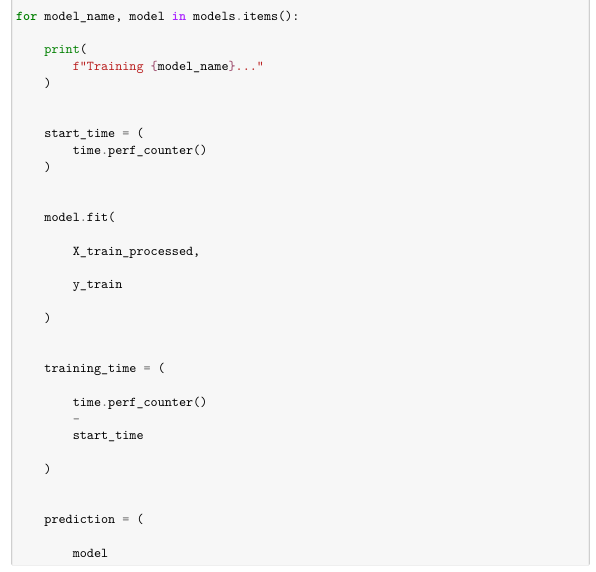 for model_name, model in models.items():
    print(
        f"Training {model_name}..."
    )
    start_time = (
        time.perf_counter()
    )
    model.fit(
        X_train_processed,
        y_train
    )
    training_time = (
        time.perf_counter()
        -
        start_time
    )
    prediction = (
        model